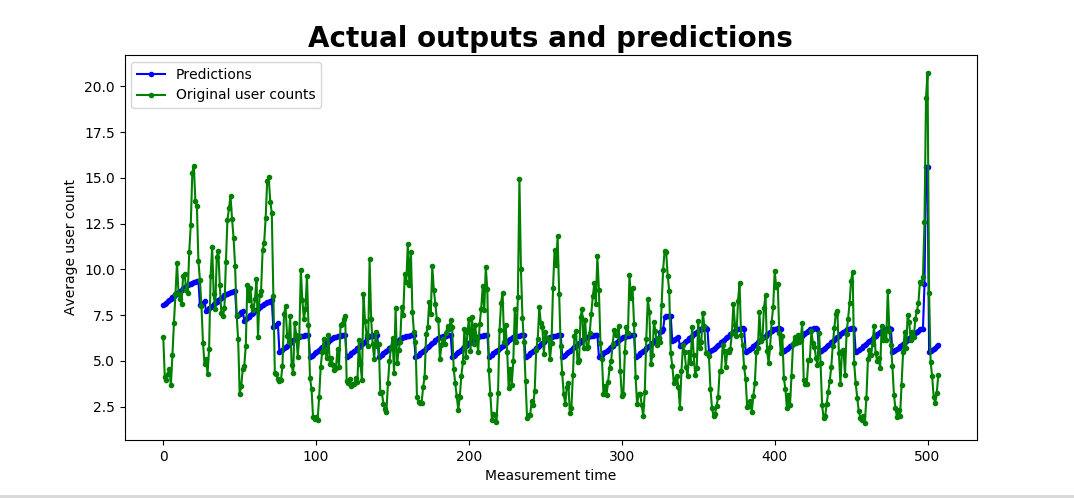 Actual outputs and predictions
Predictions
Original user counts
20.0
17.5
15.0
12.5
10.0
7.5
5.0
2.5
Average user count
0 100 200 300 400 500
Measurement time